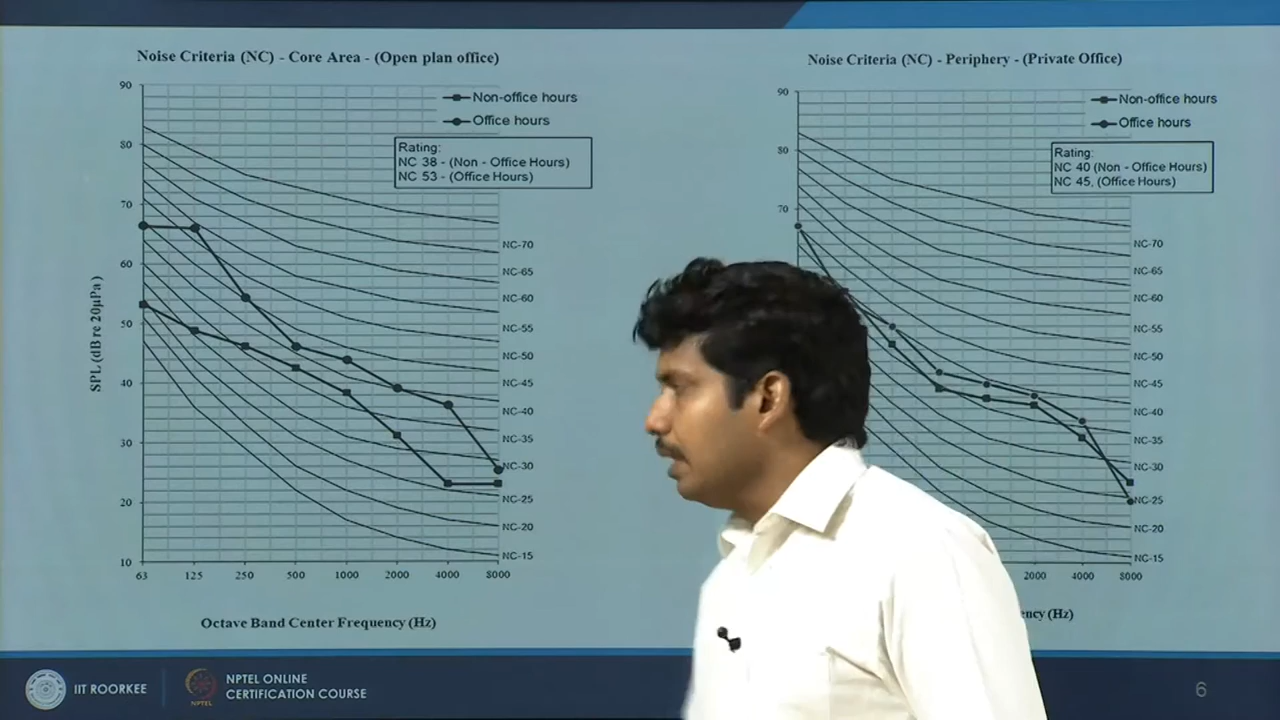 Noise Criteria (NC) - Core Area - (Open plan office)
90
80
70
60
50
40
30
20
10
SPL (dB re 20µPa )
Non-office hours
Office hours
Rating:
NC 38 - (Non - Office Hours)
NC 53 - (Office Hours)
NC-70
NC-65
NC-60
NC-55
NC-50
NC-45
NC-40
NC-35
NC-30
NC-25
NC-20
NC-15
63 125 250 500 1000 2000 4000 8000
Octave Band Center Frequency (Hz)
Noise Criteria (NC) - Periphery - (Private Office)
90
80
70
Non-office hours
Office hours
Rating:
NC 40 (Non - Office Hours)
NC 45, (Office Hours)
NC-70
NC-65
NC-60
NC-55
NC-50
NC-45
NC-40
NC-35
NC-30
NC-25
NC-20
NC-15
2000 4000 8000
(Hz)
IIT ROORKEE
NPTEL
NPTEL ONLINE
CERTIFICATION COURSE
6